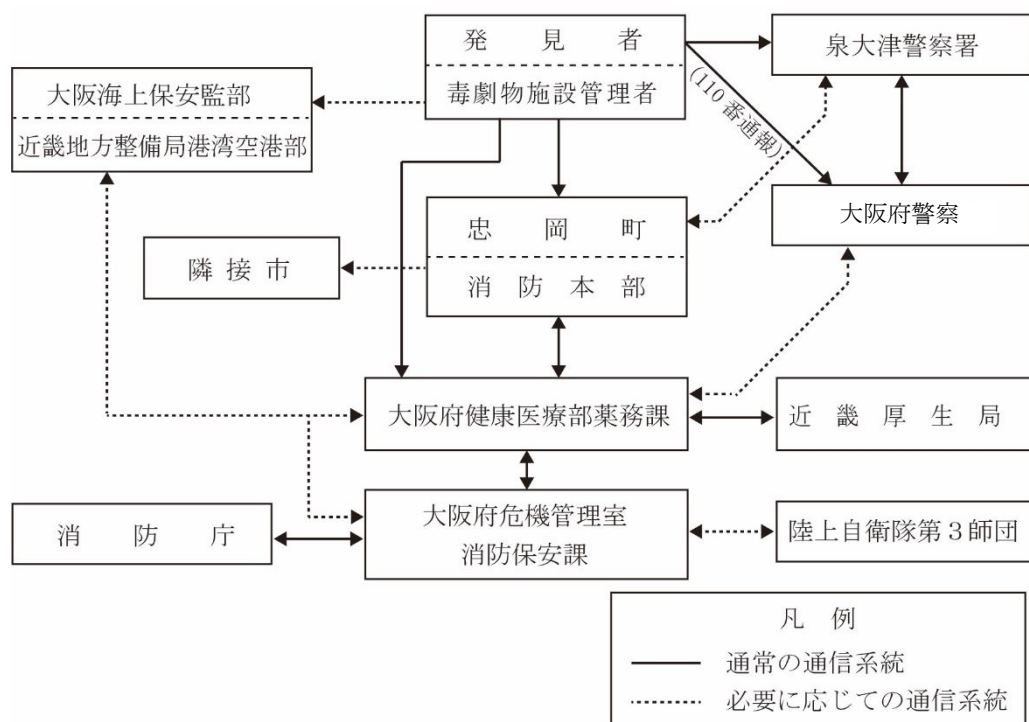 発見者
毒劇物施設管理者
泉大津警察署
大阪海上保安監部
近畿地方整備局港湾空港部
(110番通報)
大阪府警察
忠岡町
消防本部
隣接市
大阪府健康医療部薬務課
近畿厚生局
大阪府危機管理室
消防保安課
消防庁
陸上自衛隊第3師団
凡例
通常の通信系統
必要に応じての通信系統